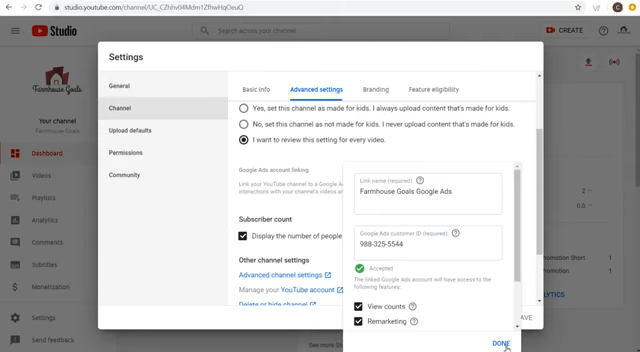 studio.youtube.com/channel/UC_CZhhv04Mdm1ZfhwHqOeuQ
Studio
Search across your channel
CREATE
Settings
General
Channel
Upload defaults
Permissions
Community
Basic info
Advanced settings
Branding
Feature eligibility
Yes, set this channel as made for kids. I always upload content that's made for kids.
No, set this channel as not made for kids. I never upload content that's made for kids.
I want to review this setting for every video.
Google Ads account linking
Link your YouTube channel to a Google A
interactions with your channel's videos a
Subscriber count
Display the number of people
Other channel settings
Advanced channel settings
Manage your YouTube account
Delete or hide channel
Link name (required)
Farmhouse Goals Google Ads
Google Ads customer ID (required)
988-325-5544
Accepted
The linked Google Ads account will have access to the
following features:
View counts
Remarketing
DONE
AVE
Farmhouse
Goals
Your channel
Farmhouse Goals
Dashboard
Videos
Playlists
Analytics
Comments
Subtitles
Monetization
Settings
Send feedback
2
0.0
Promotion Short
1
Promotion
1
LYTICS
See more